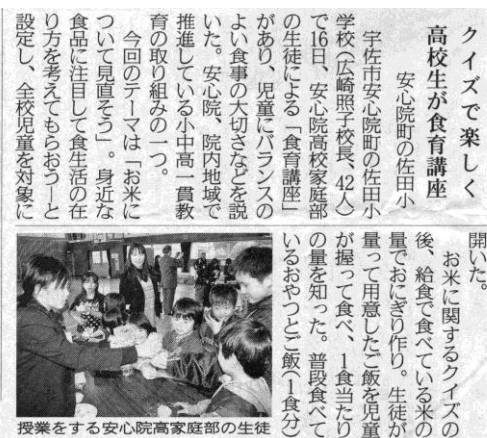 クイズで楽しく
高校生が食育講座
安心院町の佐田小
宇佐市安心院町の佐田小
学校(広崎照子校長、42人)
で16日、安心院高校家庭部
の生徒による「食育講座」
があり、児童にバランスの
よい食事の大切さなどを説
いた。安心院、院内地域で
推進している小中高一貫教
育の取り組みの一つ。
今回のテーマは「お米に
ついて見直そう」。身近な
食品に注目して食生活の在
り方を考えてもらおうーと
設定し、全校児童を対象に
開いた。
お米に関するクイズの
後、給食で食べている米の
量でおにぎり作り。生徒が
量って用意したご飯を児童
が握って食べ、1食当たり
の量を知った。普段食べて
いるおやつとご飯(1食分)
授業をする安心院高家庭部の生徒